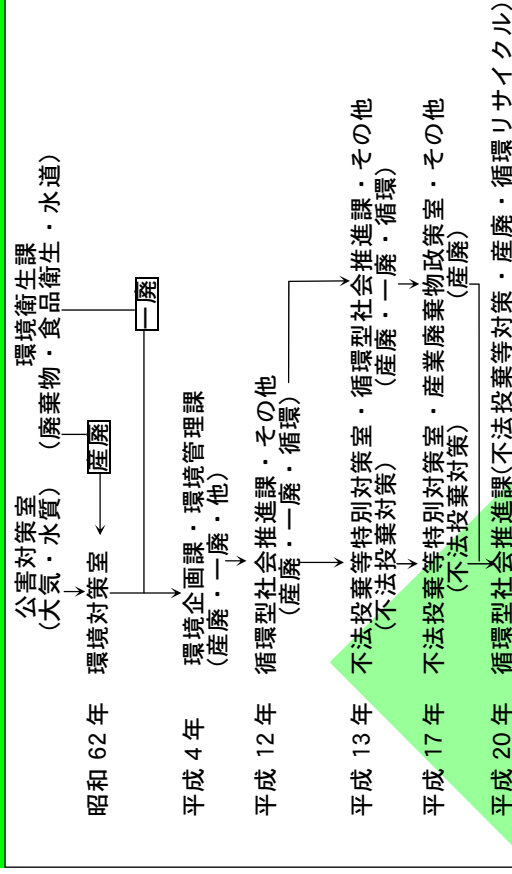 公害対策室 環境衛生課
(大気・水質) (廃棄物・食品衛生・水道)
産廃
一廃
昭和 62 年 環境対策室
平成 4 年 環境企画課・環境管理課
(産廃・一廃・他)
平成 12 年 循環型社会推進課・その他
(産廃・一廃・循環)
平成 13 年 不法投棄等特別対策室・循環型社会推進課・その他
(不法投棄対策) (産廃・一廃・循環)
平成 17 年 不法投棄等特別対策室・産業廃棄物政策室・その他
(不法投棄対策) (産廃)
平成 20 年 循環型社会推進課(不法投棄等対策・産廃・循環リサイクル)